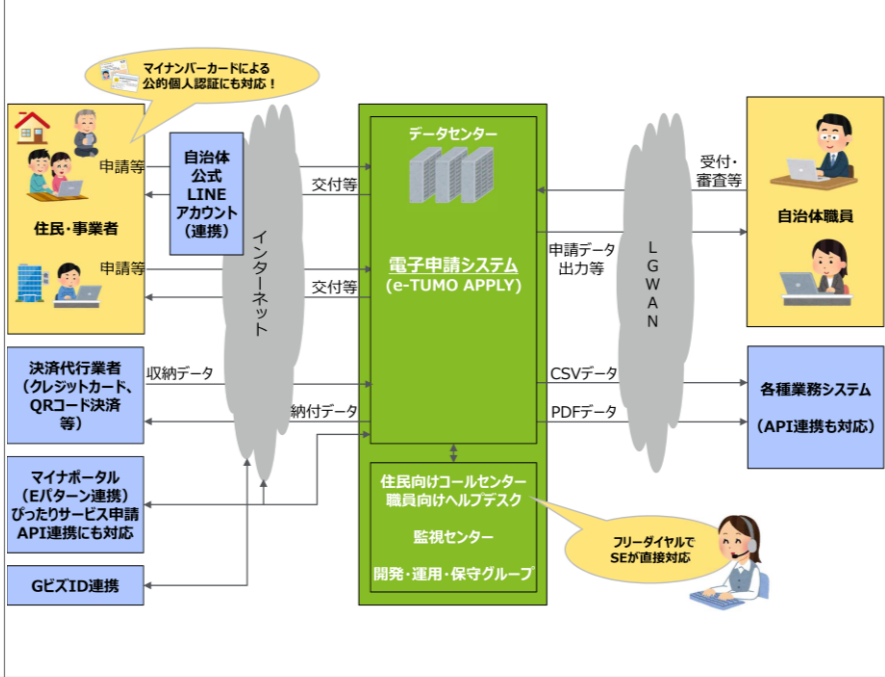 マイナンバーカードによる
公的個人認証にも対応！
住民・事業者
申請等
申請等
自治体
公式
LINE
アカウント
（連携）
交付等
交付等
インターネット
データセンター
電子申請システム
(e-TUMO APPLY)
受付・
審査等
申請データ
出力等
LGWAN
自治体職員
決済代行業者
（クレジットカード、
QRコード決済
等）
収納データ
納付データ
CSVデータ
PDFデータ
各種業務システム
（API連携も対応）
マイナポータル
（Eパターン連携）
ぴったりサービス申請
API連携にも対応
GビズID連携
住民向けコールセンター
職員向けヘルプデスク
監視センター
開発・運用・保守グループ
フリーダイヤルで
SEが直接対応